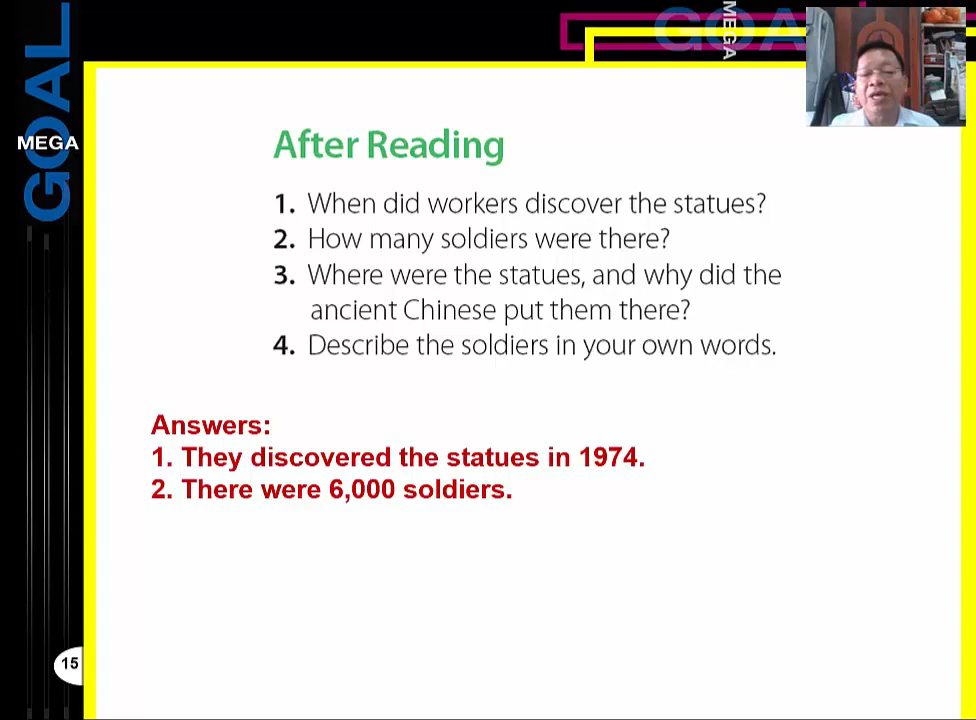 GOAL
MEGA
GOAL
MEGA
After Reading
1. When did workers discover the statues?
2. How many soldiers were there?
3. Where were the statues, and why did the
ancient Chinese put them there?
4. Describe the soldiers in your own words.
Answers:
1. They discovered the statues in 1974.
2. There were 6,000 soldiers.
15